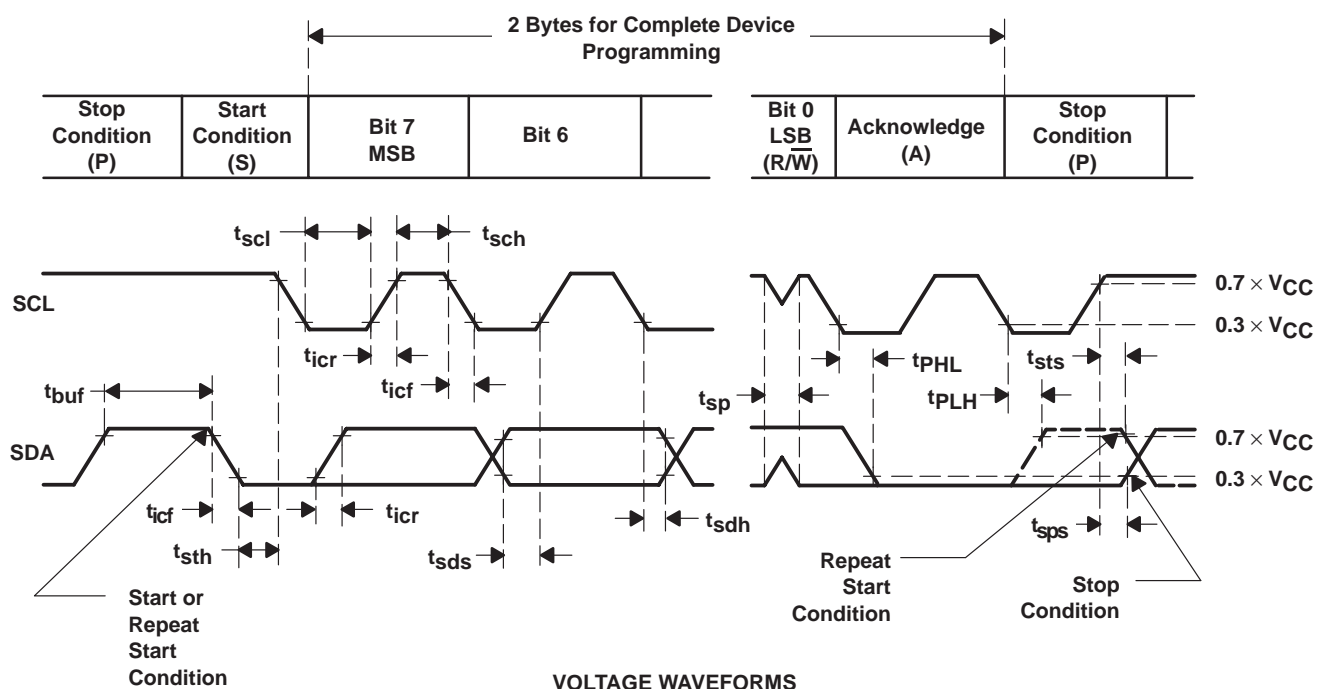 2 Bytes for Complete Device
Programming
Stop
Condition
(P)
Start
Condition
(S)
Bit 7
MSB
Bit 6
Bit 0
LSB
(R/W̅)
Acknowledge
(A)
Stop
Condition
(P)
tscl
tsch
SCL
0.7 × VCC
0.3 × VCC
ticr
ticf
tPHL
tsts
tbuf
tsp
tPLH
SDA
0.7 × VCC
0.3 × VCC
ticf
ticr
tsdh
tsth
tsds
tsps
Repeat
Start
Condition
Stop
Condition
Start or
Repeat
Start
Condition
VOLTAGE WAVEFORMS